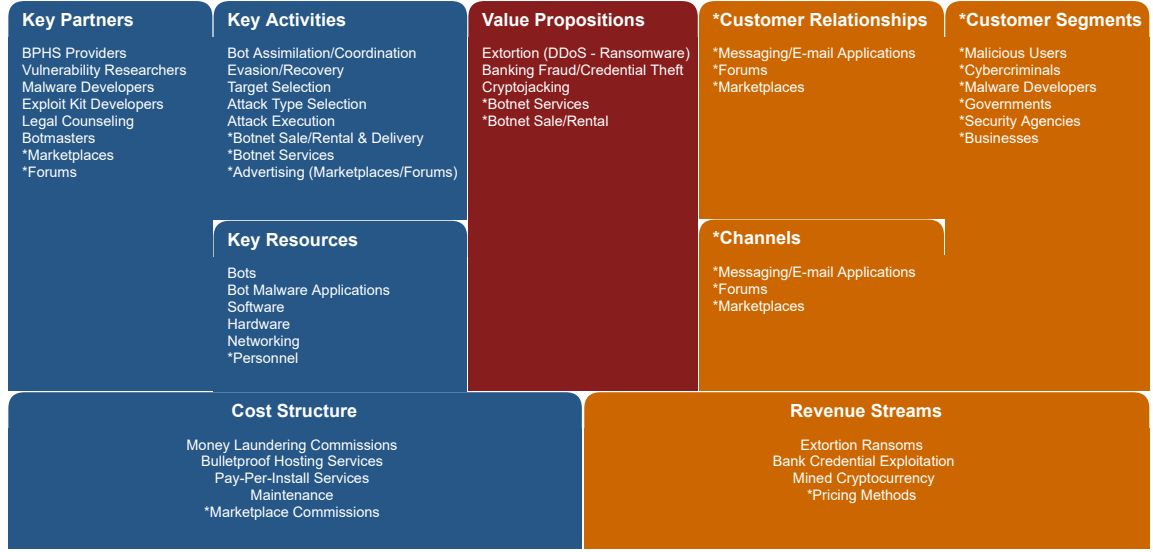 Key Partners
BPHS Providers
Vulnerability Researchers
Malware Developers
Exploit Kit Developers
Legal Counseling
Botmasters
*Marketplaces
*Forums
Key Activities
Bot Assimilation/Coordination
Evasion/Recovery
Target Selection
Attack Type Selection
Attack Execution
*Botnet Sale/Rental & Delivery
*Botnet Services
*Advertising (Marketplaces/Forums)
Key Resources
Bots
Bot Malware Applications
Software
Hardware
Networking
*Personnel
Value Propositions
Extortion (DDoS - Ransomware)
Banking Fraud/Credential Theft
Cryptojacking
*Botnet Services
*Botnet Sale/Rental
*Customer Relationships
*Messaging/E-mail Applications
*Forums
*Marketplaces
*Channels
*Messaging/E-mail Applications
*Forums
*Marketplaces
*Customer Segments
*Malicious Users
*Cybercriminals
*Malware Developers
*Governments
*Security Agencies
*Businesses
Cost Structure
Money Laundering Commissions
Bulletproof Hosting Services
Pay-Per-Install Services
Maintenance
*Marketplace Commissions
Revenue Streams
Extortion Ransoms
Bank Credential Exploitation
Mined Cryptocurrency
*Pricing Methods